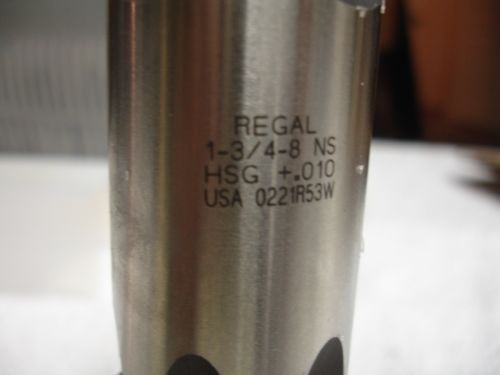 REGAL
1-3/4-8 NS
HSG +.010
USA 0221R53W